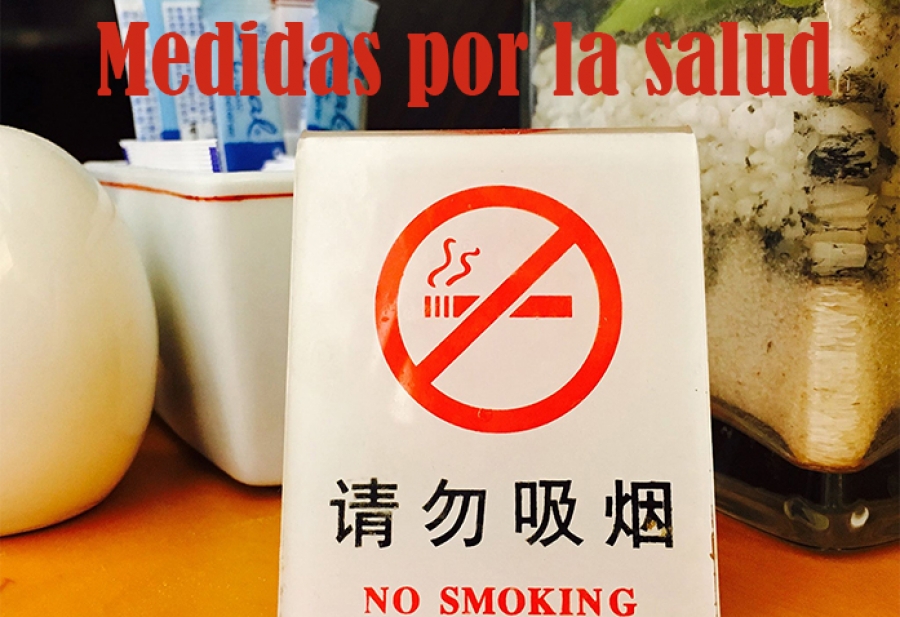 Medidas por la salud
请勿吸烟
NO SMOKING